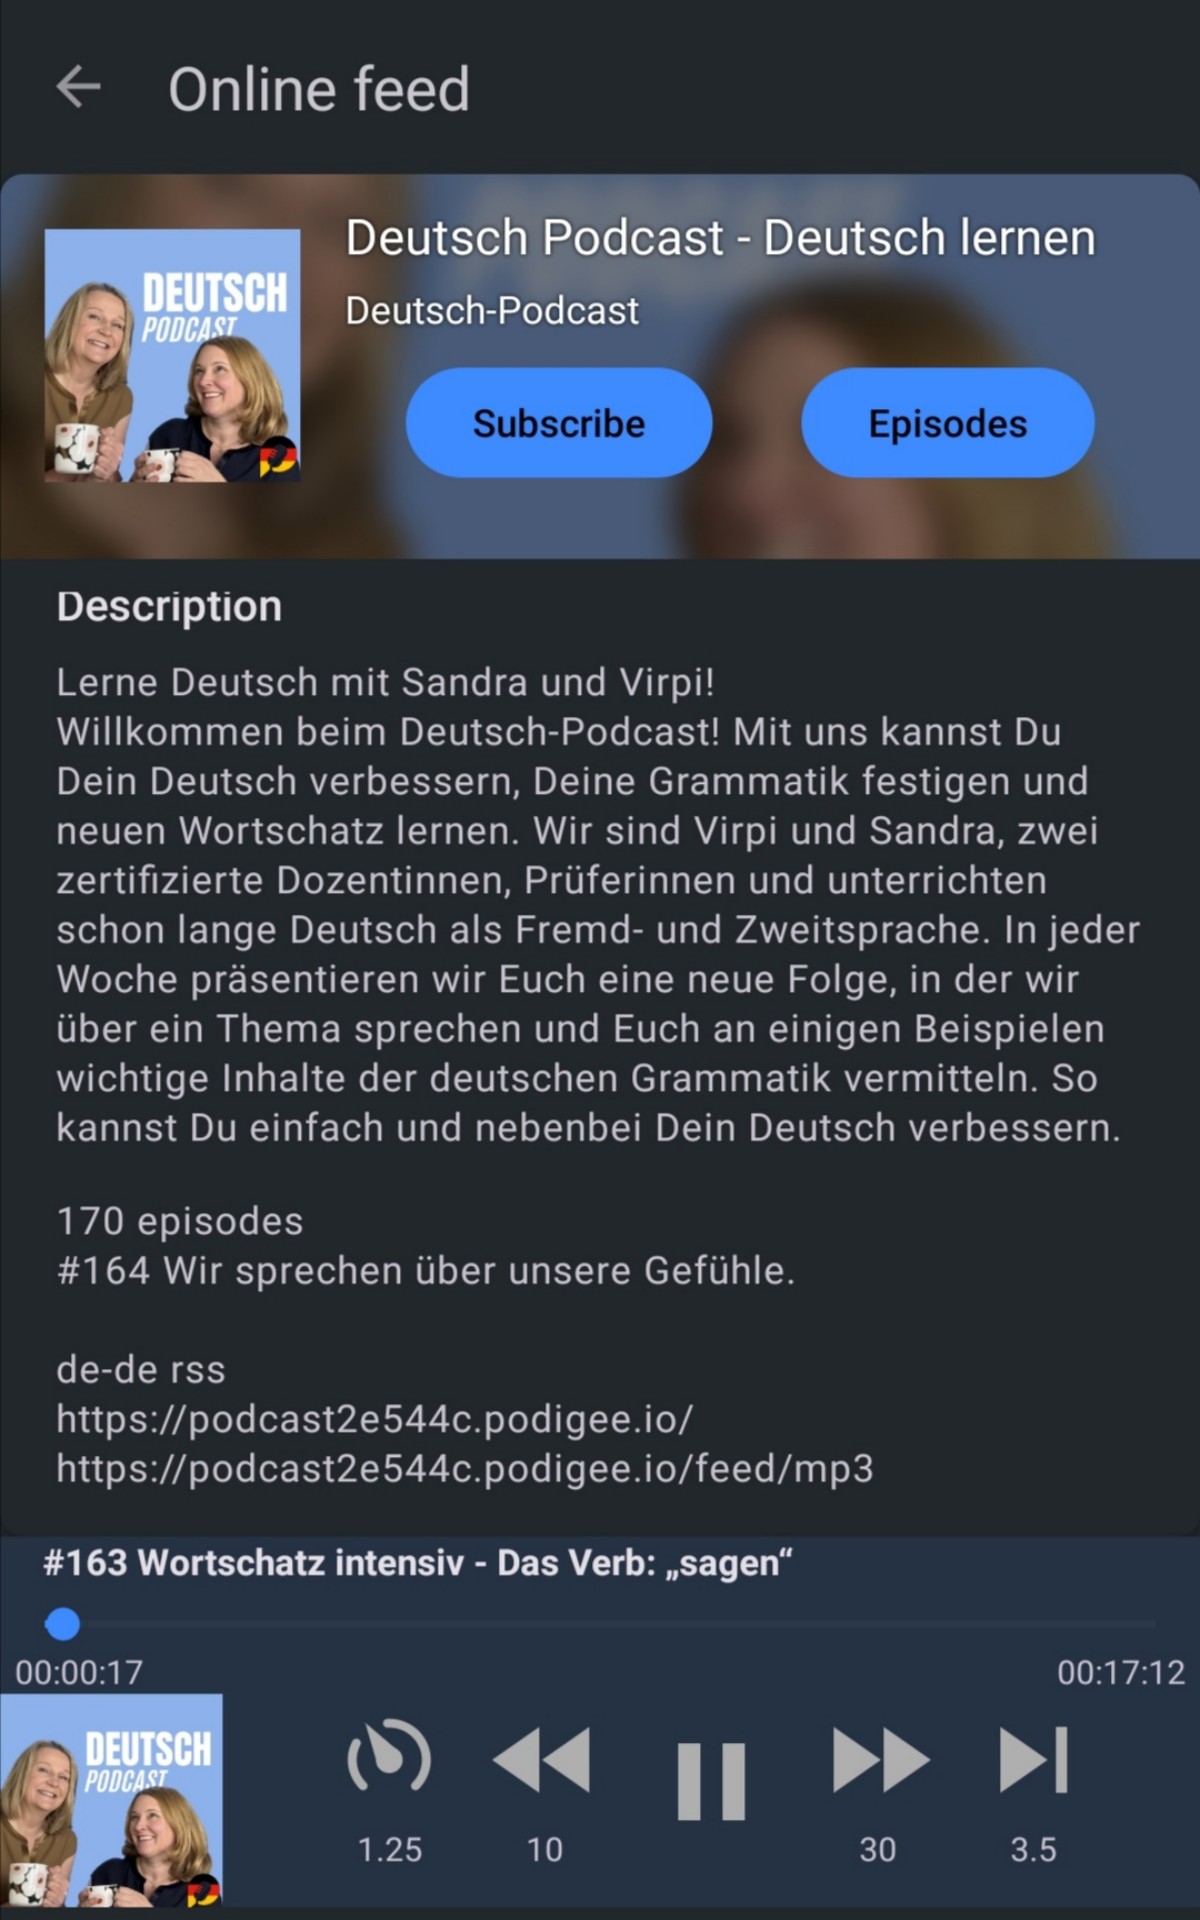 Online feed
DEUTSCH
PODCAST
Deutsch Podcast - Deutsch lernen
Deutsch-Podcast
Subscribe
Episodes
Description
Lerne Deutsch mit Sandra und Virpi!
Willkommen beim Deutsch-Podcast! Mit uns kannst Du
Dein Deutsch verbessern, Deine Grammatik festigen und
neuen Wortschatz lernen. Wir sind Virpi und Sandra, zwei
zertifizierte Dozentinnen, Prüferinnen und unterrichten
schon lange Deutsch als Fremd- und Zweitsprache. In jeder
Woche präsentieren wir Euch eine neue Folge, in der wir
über ein Thema sprechen und Euch an einigen Beispielen
wichtige Inhalte der deutschen Grammatik vermitteln. So
kannst Du einfach und nebenbei Dein Deutsch verbessern.
170 episodes
#164 Wir sprechen über unsere Gefühle.
de-de rss
https://podcast2e544c.podigee.io/
https://podcast2e544c.podigee.io/feed/mp3
#163 Wortschatz intensiv - Das Verb: „sagen“
00:00:17
00:17:12
DEUTSCH
PODCAST
1.25
10
30
3.5